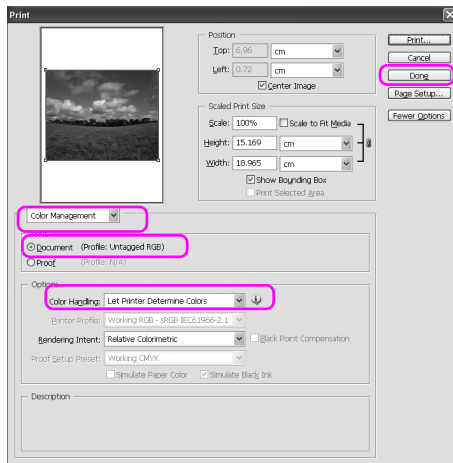 Print
Position
Top: 6.96 cm
Left: 0.72 cm
Center Image
Scaled Print Size
Scale: 100% Scale to Fit Media
Height: 15.169 cm
Width: 18.965 cm
Show Bounding Box
Print Selected Area
Print...
Cancel
Done
Page Setup...
Fewer Options
Color Management
Document (Profile: Untagged RGB)
Proof (Profile: N/A)
Options
Color Handling: Let Printer Determine Colors
Printer Profile: Working RGB - sRGB IEC61966-2.1
Rendering Intent: Relative Colorimetric Black Point Compensation
Proof Setup Preset: Working CMYK
Simulate Paper Color Simulate Black Ink
Description